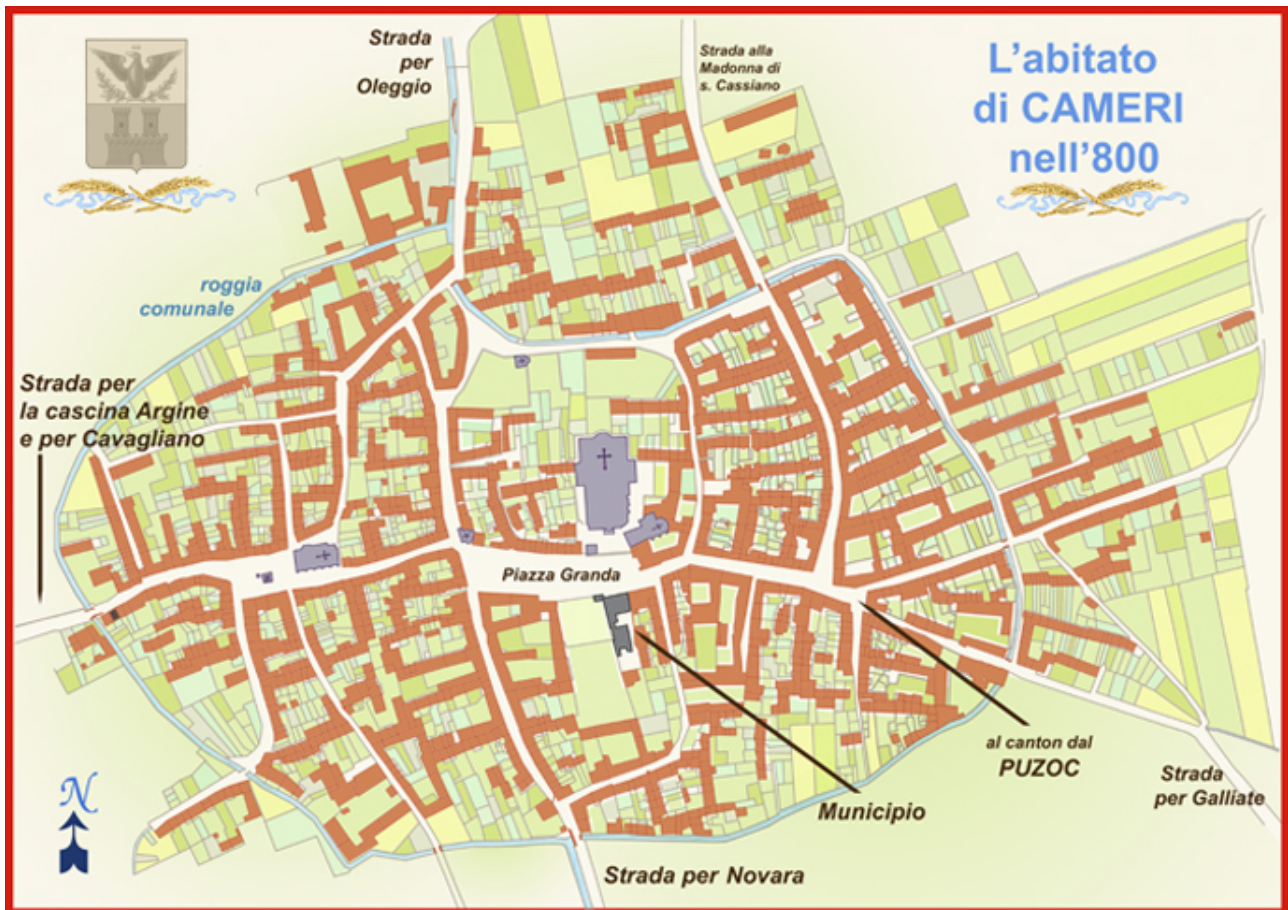 L'abitato
di CAMERI
nell'800
Strada
per
Oleggio
Strada alla
Madonna di
s. Cassiano
roggia
comunale
Strada per
la cascina Argine
e per Cavagliano
Piazza Granda
al canton dal
PUZOC
Municipio
Strada
per Galliate
Strada per Novara
N